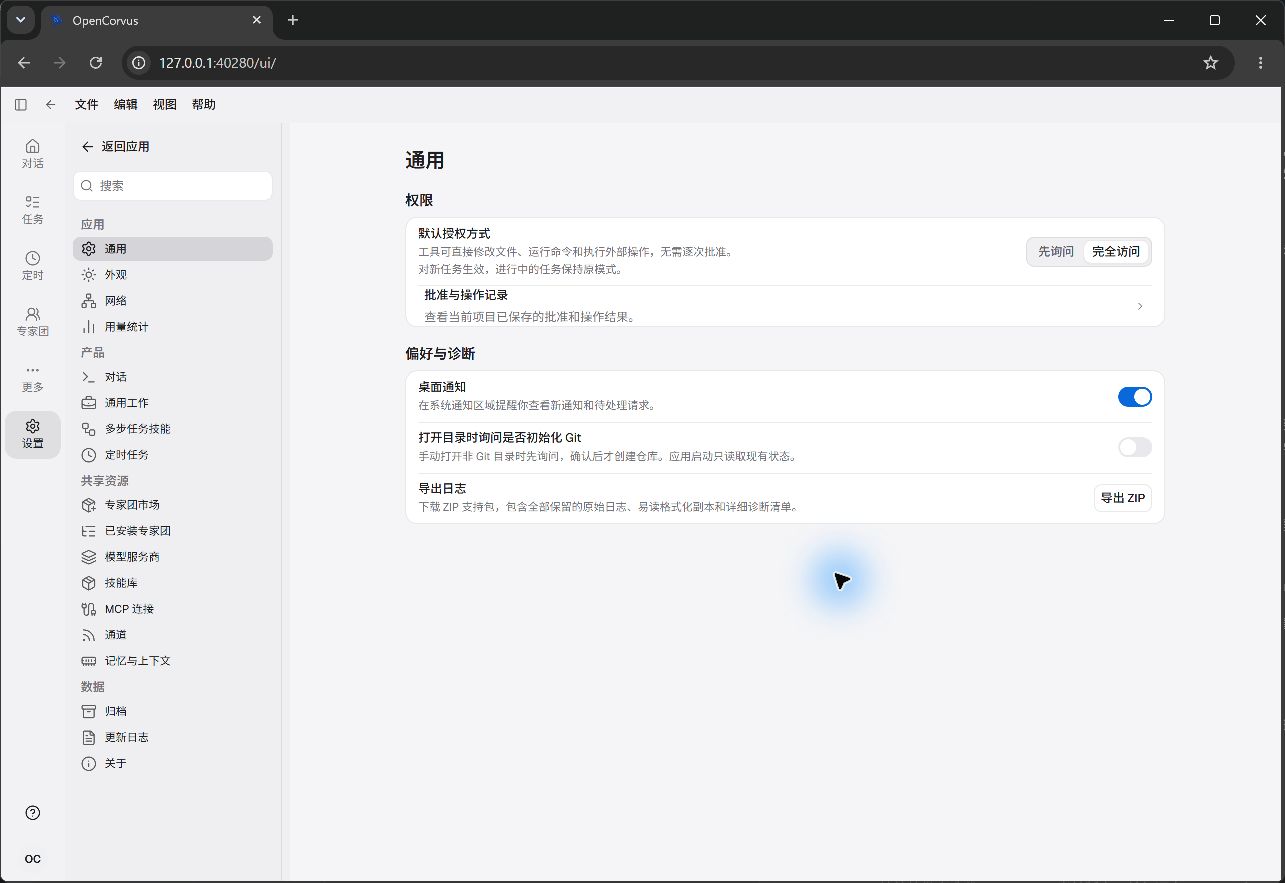 OpenCorvus
127.0.0.1:40280/ui/
文件 编辑 视图 帮助
对话
任务
定时
专家团
更多
设置
OC
返回应用
搜索
应用
通用
外观
网络
用量统计
产品
对话
通用工作
多步任务技能
定时任务
共享资源
专家团市场
已安装专家团
模型服务商
技能库
MCP 连接
通道
记忆与上下文
数据
归档
更新日志
关于
通用
权限
默认授权方式
工具可直接修改文件、运行命令和执行外部操作，无需逐次批准。
对新任务生效，进行中的任务保持原模式。
先询问 完全访问
批准与操作记录
查看当前项目已保存的批准和操作结果。
偏好与诊断
桌面通知
在系统通知区域提醒你查看新通知和待处理请求。
打开目录时询问是否初始化 Git
手动打开非 Git 目录时先询问，确认后才创建仓库。应用启动只读取现有状态。
导出日志
下载 ZIP 支持包，包含全部保留的原始日志、易读格式化副本和详细诊断清单。
导出 ZIP